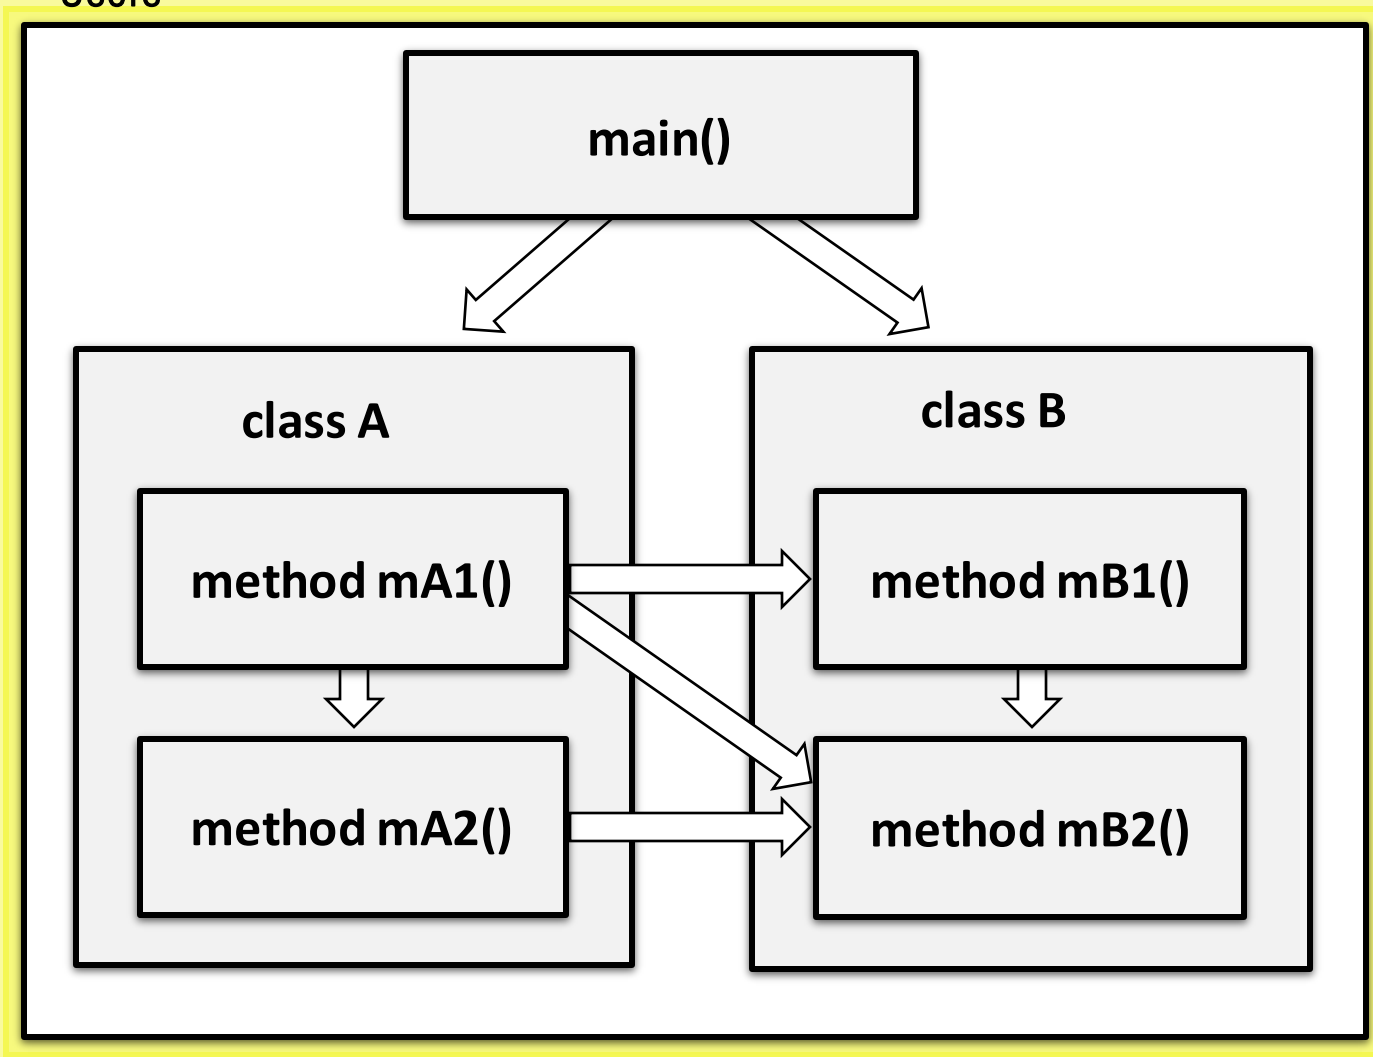 main()
class A
class B
method mA1()
method mB1()
method mA2()
method mB2()